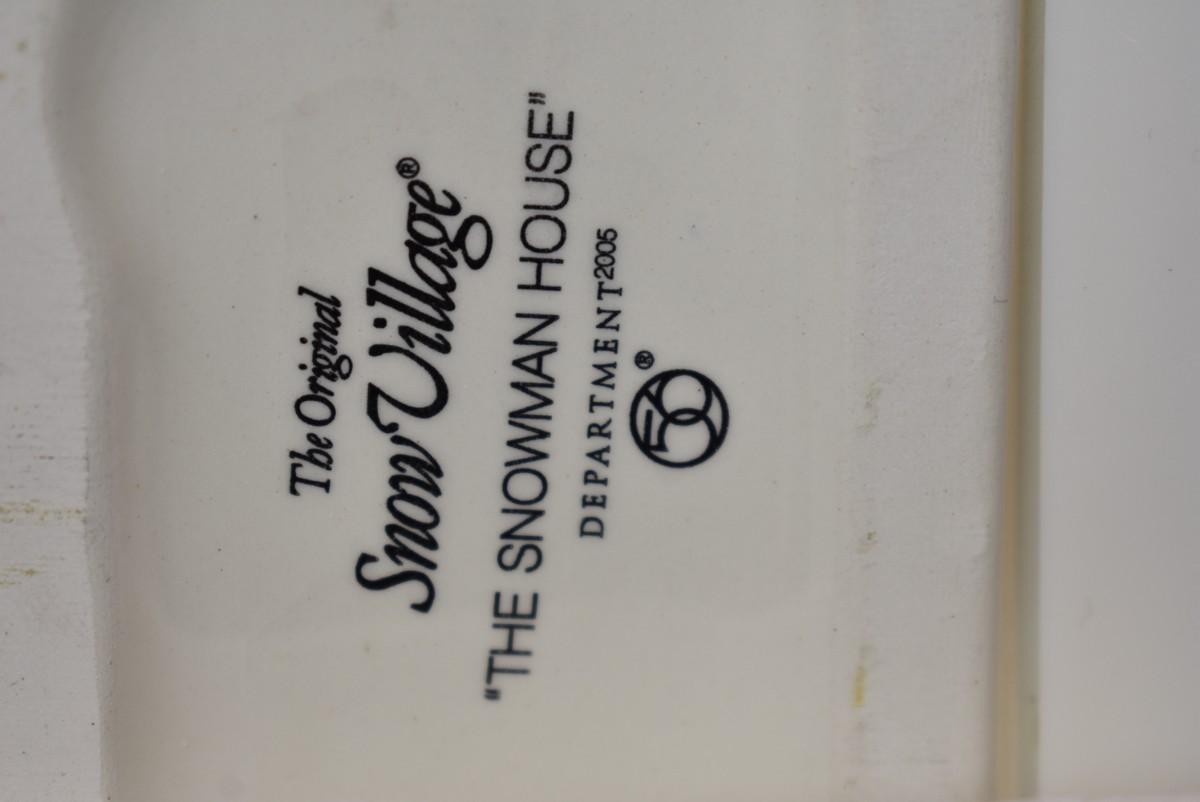 The Original
Snow Village®
"THE SNOWMAN HOUSE"
DEPARTMENT 2005
56®